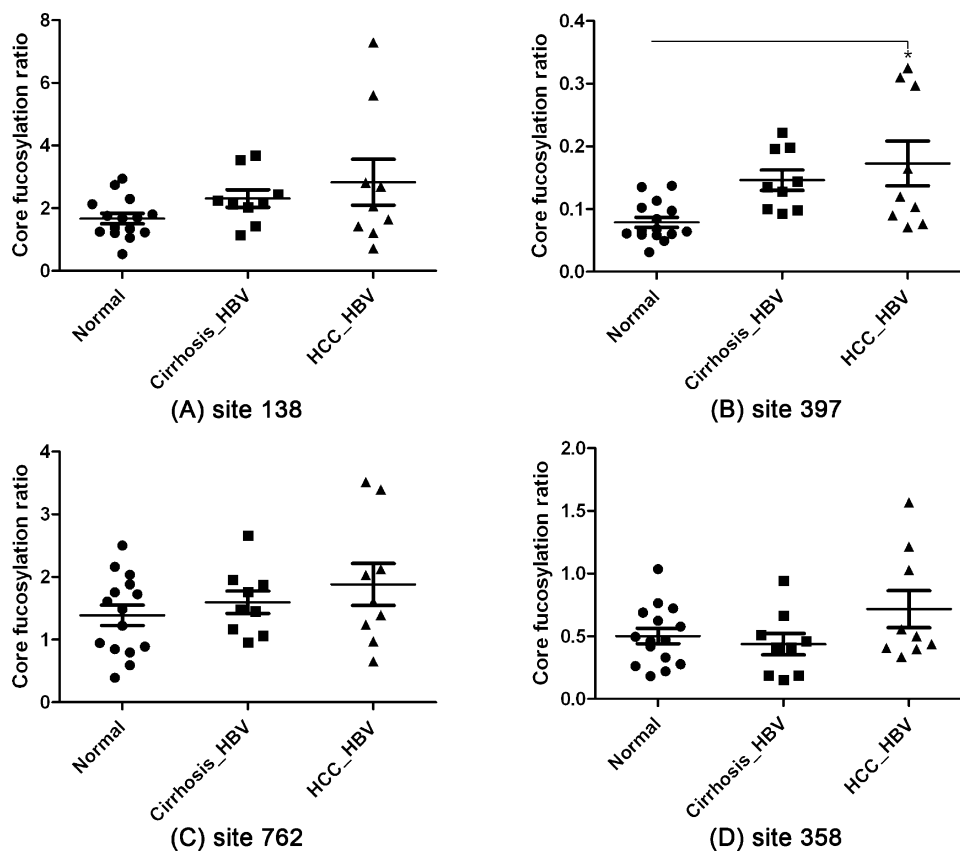 Core fucosylation ratio
8
6
4
2
0
Normal
Cirrhosis_HBV
HCC_HBV
(A) site 138
Core fucosylation ratio
0.4
0.3
0.2
0.1
0.0
*
Normal
Cirrhosis_HBV
HCC_HBV
(B) site 397
Core fucosylation ratio
4
3
2
1
0
Normal
Cirrhosis_HBV
HCC_HBV
(C) site 762
Core fucosylation ratio
2.0
1.5
1.0
0.5
0.0
Normal
Cirrhosis_HBV
HCC_HBV
(D) site 358